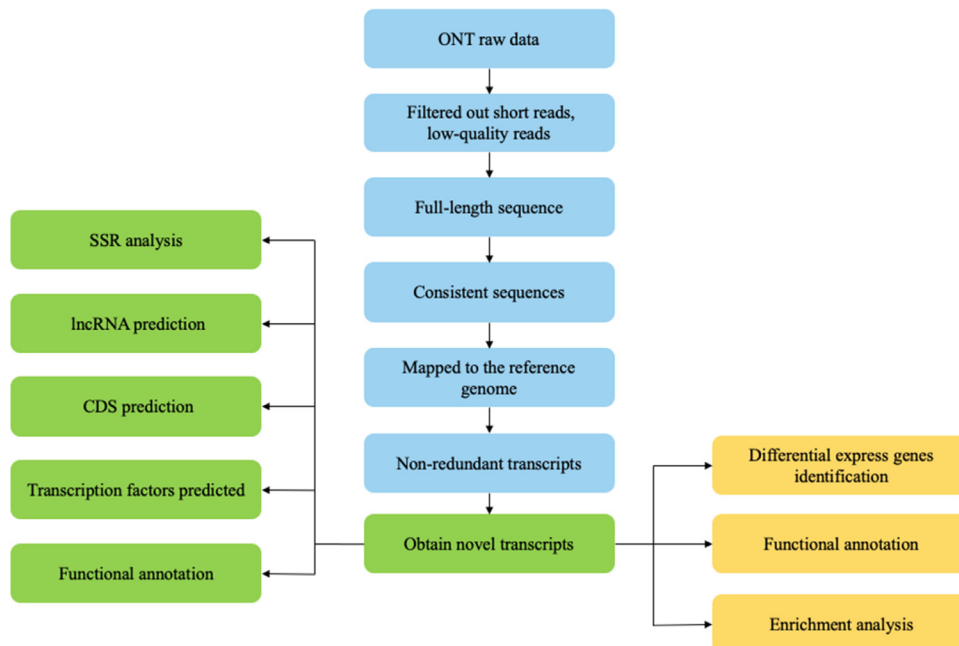 ONT raw data
Filtered out short reads,
low-quality reads
Full-length sequence
Consistent sequences
Mapped to the reference
genome
Non-redundant transcripts
Obtain novel transcripts
SSR analysis
lncRNA prediction
CDS prediction
Transcription factors predicted
Functional annotation
Differential express genes
identification
Functional annotation
Enrichment analysis